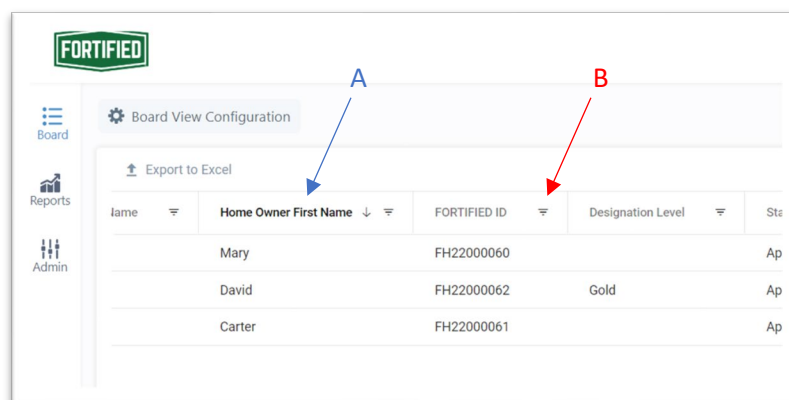 FORTIFIED
A
B
Board View Configuration
Board
Export to Excel
Reports
lame Home Owner First Name FORTIFIED ID Designation Level Sta
Mary FH22000060 Ap
Admin
David FH22000062 Gold Ap
Carter FH22000061 Ap